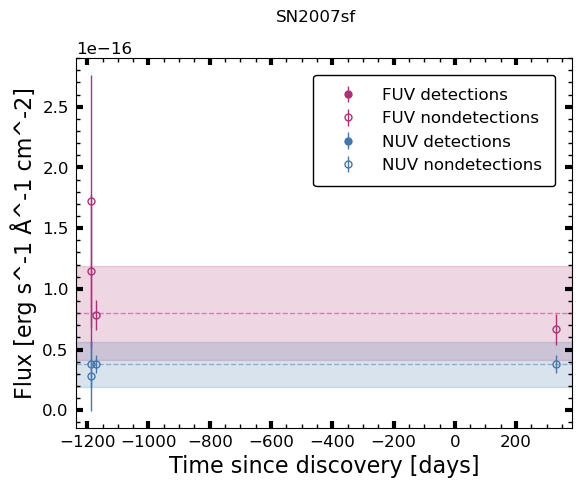 SN2007sf
1e−16
FUV detections
FUV nondetections
NUV detections
NUV nondetections
2.5
2.0
1.5
1.0
0.5
0.0
Flux [erg s^-1 Å^-1 cm^-2]
−1200 −1000 −800 −600 −400 −200 0 200
Time since discovery [days]